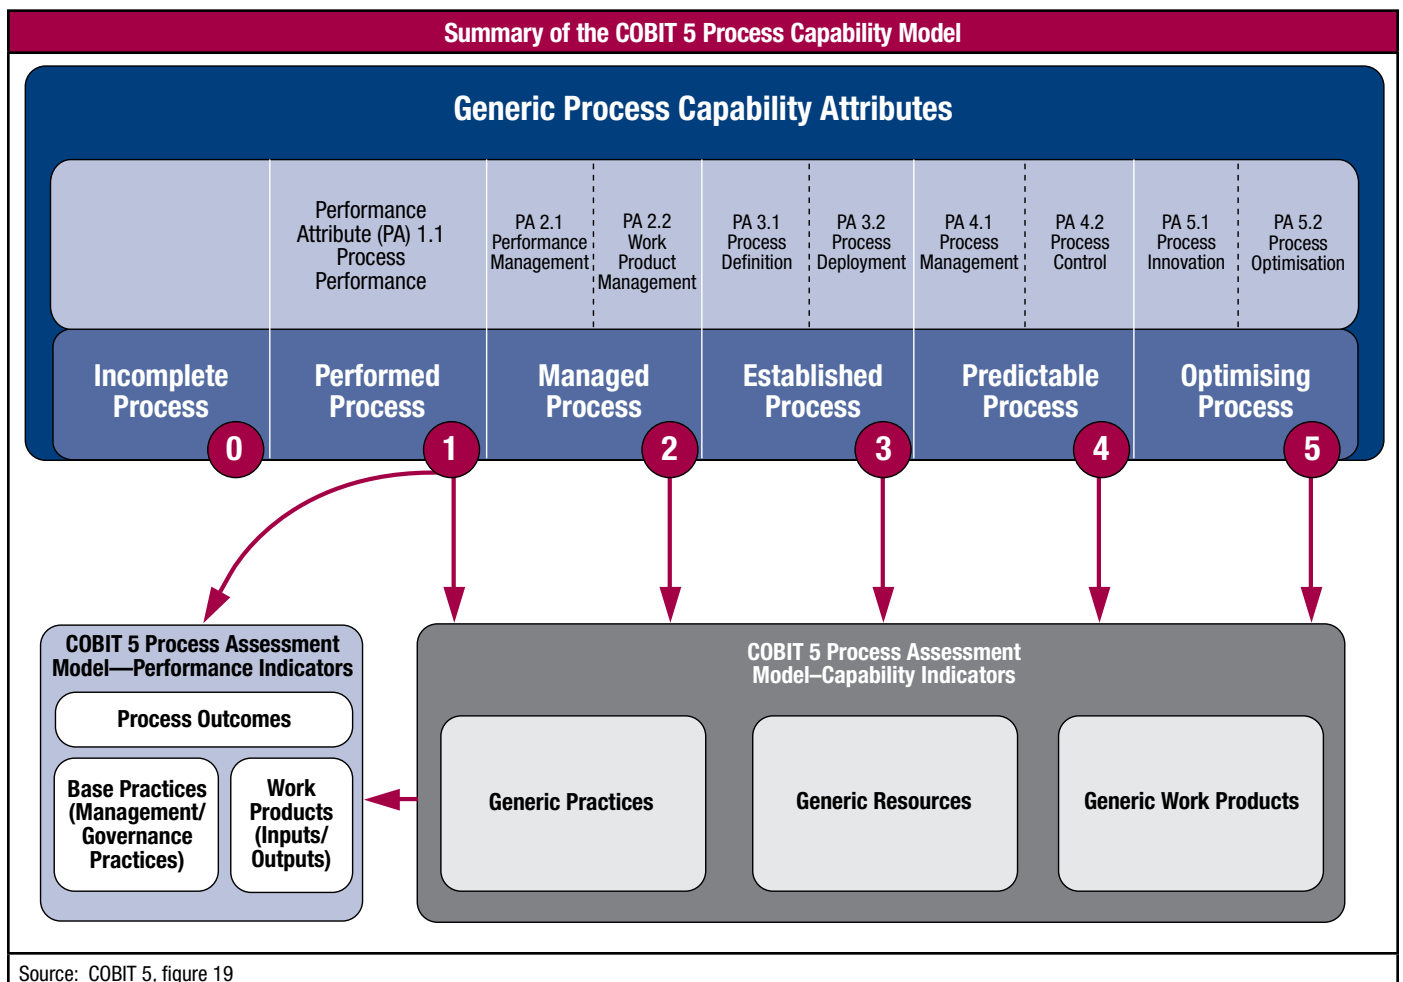 Summary of the COBIT 5 Process Capability Model
Generic Process Capability Attributes
Performance
Attribute (PA) 1.1
Process
Performance
PA 2.1
Performance
Management
PA 2.2
Work
Product
Management
PA 3.1
Process
Definition
PA 3.2
Process
Deployment
PA 4.1
Process
Management
PA 4.2
Process
Control
PA 5.1
Process
Innovation
PA 5.2
Process
Optimisation
Incomplete
Process
0
Performed
Process
1
Managed
Process
2
Established
Process
3
Predictable
Process
4
Optimising
Process
5
COBIT 5 Process Assessment
Model—Performance Indicators
Process Outcomes
Base Practices
(Management/
Governance
Practices)
Work
Products
(Inputs/
Outputs)
COBIT 5 Process Assessment
Model–Capability Indicators
Generic Practices
Generic Resources
Generic Work Products
Source: COBIT 5, figure 19